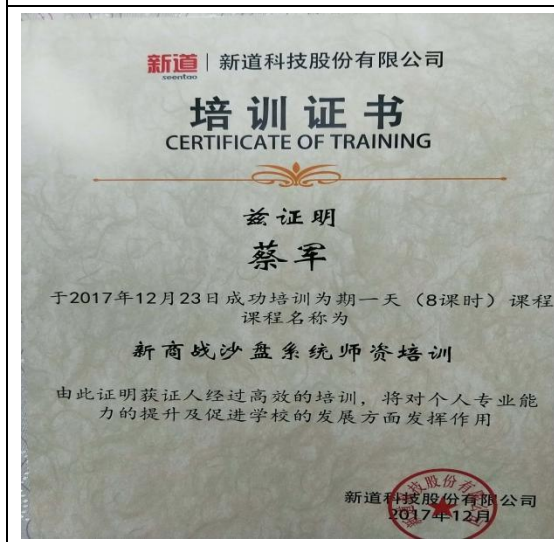 新道 | 新道科技股份有限公司
seentao
培训证书
CERTIFICATE OF TRAINING
兹证明
蔡军
于2017年12月23日成功培训为期一天（8课时）课程
课程名称为
新商战沙盘系统师资培训
由此证明获证人经过高效的培训，将对个人专业能
力的提升及促进学校的发展方面发挥作用
新道科技股份有限公司
2017年12月